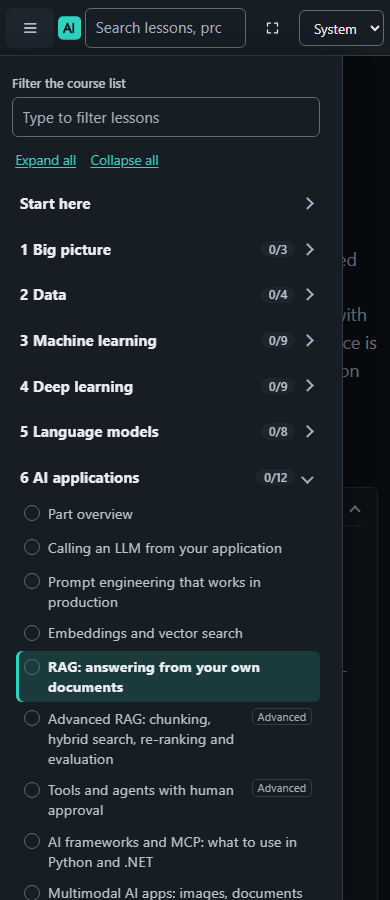 AI
Search lessons, prc
System
Filter the course list
Type to filter lessons
Expand all
Collapse all
Start here
1 Big picture
0/3
2 Data
0/4
3 Machine learning
0/9
4 Deep learning
0/9
5 Language models
0/8
6 AI applications
0/12
Part overview
Calling an LLM from your application
Prompt engineering that works in
production
Embeddings and vector search
RAG: answering from your own
documents
Advanced RAG: chunking,
Advanced
hybrid search, re-ranking and
evaluation
Tools and agents with human
Advanced
approval
AI frameworks and MCP: what to use in
Python and .NET
Multimodal AI apps: images, documents